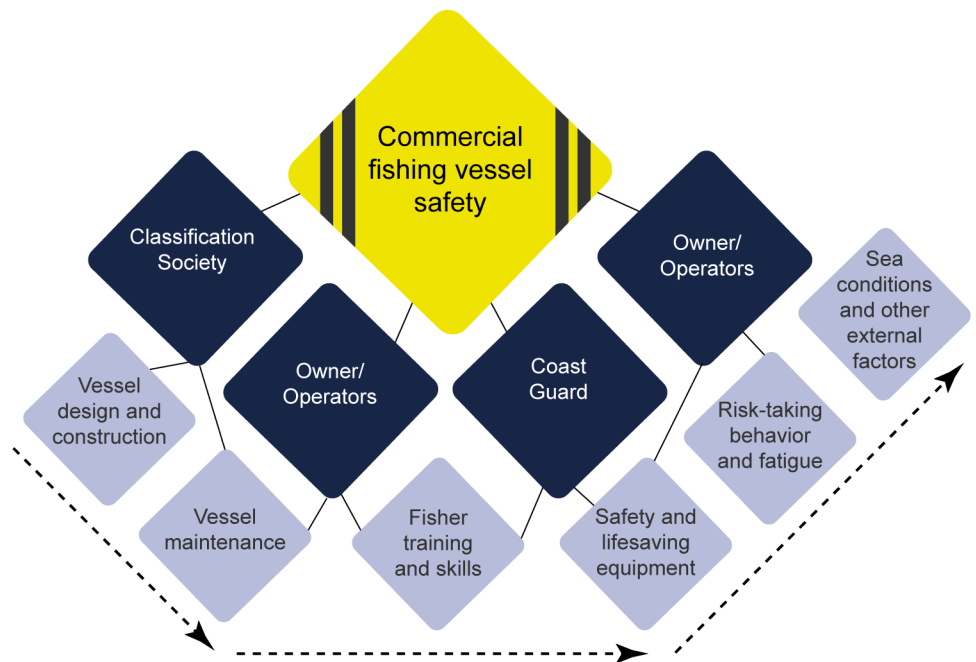 Commercial
fishing vessel
safety
Classification
Society
Owner/
Operators
Coast
Guard
Owner/
Operators
Vessel
design and
construction
Vessel
maintenance
Fisher
training
and skills
Safety and
lifesaving
equipment
Risk-taking
behavior
and fatigue
Sea
conditions
and other
external
factors